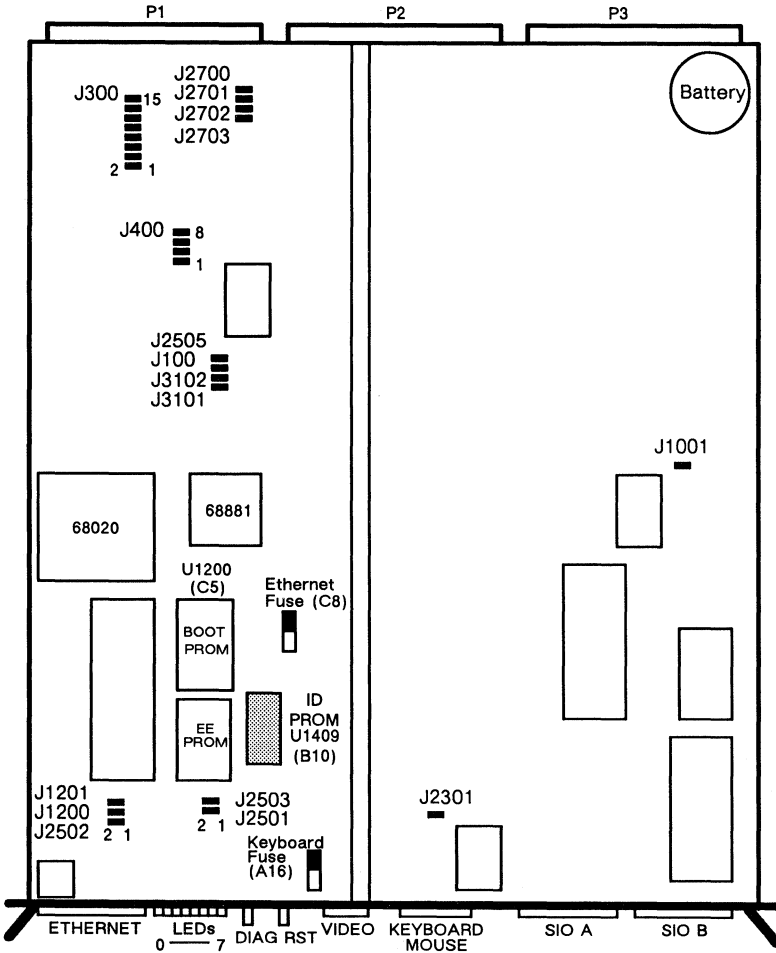 P1 P2 P3
J2700
J300 15 J2701
J2702
J2703
2 1
Battery
J400 8
1
J2505
J100
J3102
J3101
J1001
68020
68881
U1200
(C5)
Ethernet
Fuse (C8)
BOOT
PROM
ID
PROM
U1409
(B10)
EE
PROM
J1201
J1200
J2502 2 1
J2503
J2501
2 1
J2301
Keyboard
Fuse
(A16)
ETHERNET
LEDs
0 7
DIAG RST
VIDEO
KEYBOARD
MOUSE
SIO A
SIO B